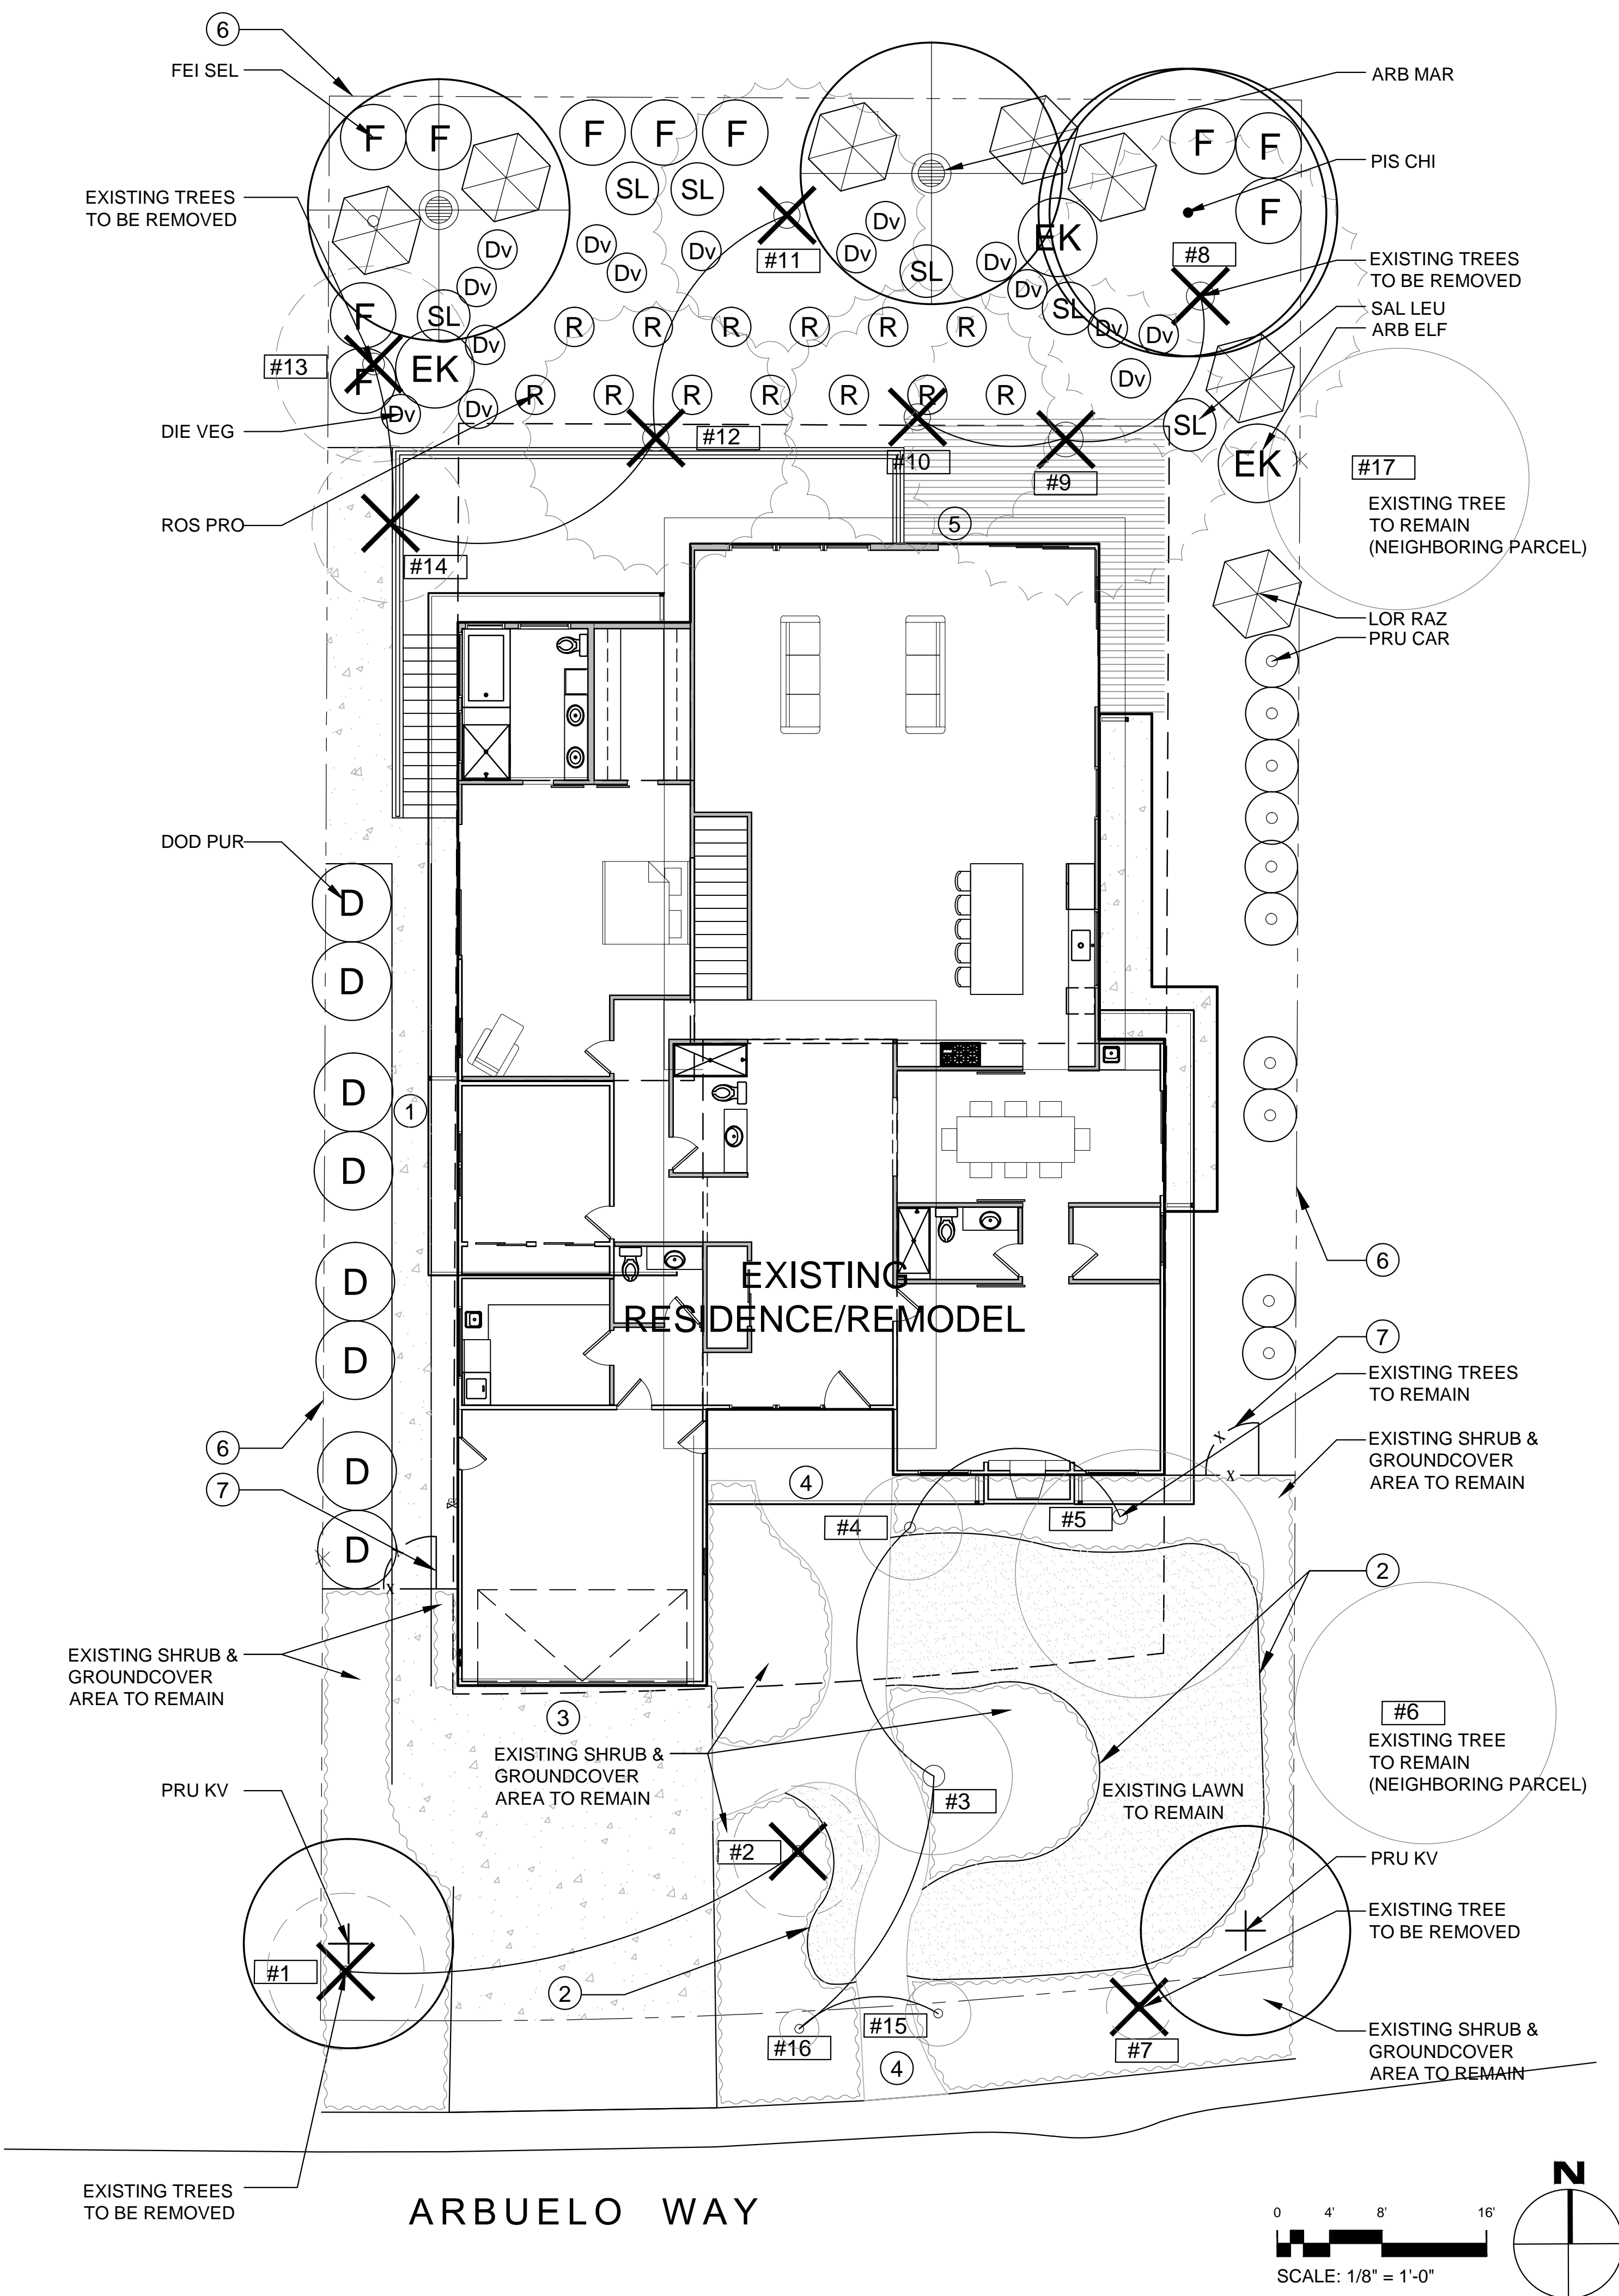 6
FEI SEL
ARB MAR
F
F
F
F
F
F
F
PIS CHI
SL
SL
EXISTING TREES
TO BE REMOVED
F
Dv
EK
Dv
Dv
Dv
Dv
Dv
#11
#8
EXISTING TREES
TO BE REMOVED
Dv
SL
Dv
Dv
Dv
SAL LEU
F
SL
SL
ARB ELF
R
R
R
R
R
R
Dv
Dv
Dv
#13
F
EK
Dv
R
R
R
R
R
R
R
Dv
Dv
DIE VEG
SL
#12
#10
EK
#17
#9
EXISTING TREE
TO REMAIN
(NEIGHBORING PARCEL)
ROS PRO
5
#14
LOR RAZ
PRU CAR
DOD PUR
D
D
D
1
D
6
D
EXISTING
RESIDENCE/REMODEL
7
D
EXISTING TREES
TO REMAIN
6
EXISTING SHRUB &
GROUNDCOVER
AREA TO REMAIN
x
x
D
7
4
#4
#5
D
2
x
EXISTING SHRUB &
GROUNDCOVER
AREA TO REMAIN
3
#6
EXISTING TREE
TO REMAIN
(NEIGHBORING PARCEL)
EXISTING SHRUB &
GROUNDCOVER
AREA TO REMAIN
PRU KV
EXISTING LAWN
TO REMAIN
#3
#2
PRU KV
EXISTING TREE
TO BE REMOVED
#1
2
#15
#16
#7
4
EXISTING SHRUB &
GROUNDCOVER
AREA TO REMAIN
EXISTING TREES
TO BE REMOVED
ARBUELO WAY
N
0 4' 8' 16'
SCALE: 1/8" = 1'-0"